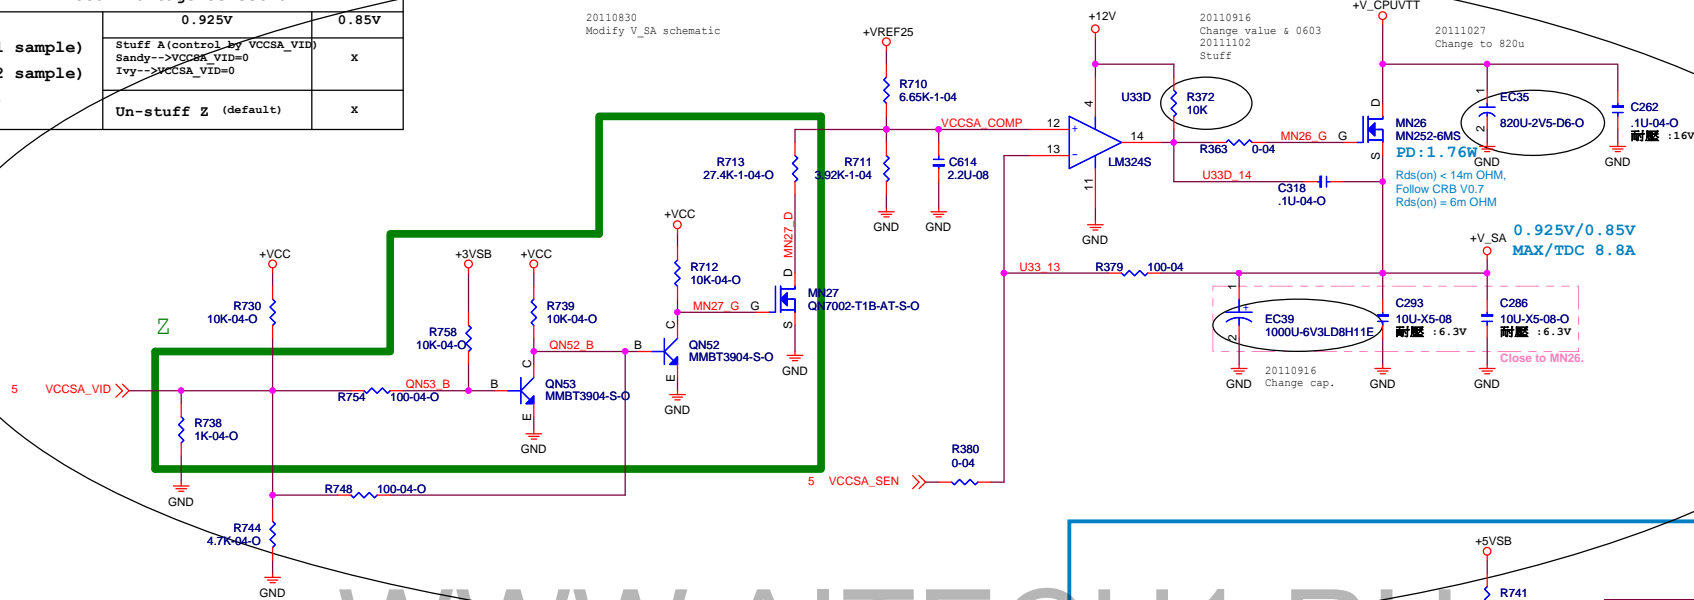 0.925V
0.85V
sample)
sample)
Stuff A(control by VCCSA_VID)
Sandy-->VCCSA_VID=0
Ivy-->VCCSA_VID=0
x
Un-stuff Z (default)
x
20110830
Modify V_SA schematic
+VREF25
R710
6.65K-1-04
+12V
20110916
Change value & 0603
20111102
Stuff
+V_CPUVTT
20111027
Change to 820u
U33D
4
R372
10K
VCCSA_COMP
12
+
13
-
14
11
LM324S
R363
0-04
MN26_G
G
D
S
MN26
MN252-6MS
PD:1.76W
Rds(on) < 14m OHM,
Follow CRB V0.7
Rds(on) = 6m OHM
1
EC35
820U-2V5-D6-O
2
GND
C262
.1U-04-O
耐壓 :16V
GND
R713
27.4K-1-04-O
R711
3.92K-1-04
C614
2.2U-08
GND
GND
GND
U33D_14
C318
.1U-04-O
+V_SA
0.925V/0.85V
MAX/TDC 8.8A
U33_13
R379
100-04
1
EC39
1000U-6V3LD8H11E
2
C293
10U-X5-08
耐壓 :6.3V
C286
10U-X5-08-O
耐壓 :6.3V
Close to MN26.
GND
20110916
Change cap.
GND
GND
+VCC
R712
10K-04-O
MN27_D
MN27_G
G
D
S
MN27
QN7002-T1B-AT-S-O
GND
+VCC
R730
10K-04-O
+3VSB
R758
10K-04-O
+VCC
R739
10K-04-O
Z
QN52_B
B
C
E
QN52
MMBT3904-S-O
GND
5
VCCSA_VID
R754
100-04-O
QN53_B
B
C
E
QN53
MMBT3904-S-O
GND
R738
1K-04-O
GND
R748
100-04-O
R744
4.7K-04-O
GND
5
VCCSA_SEN
R380
0-04
+5VSB
R741